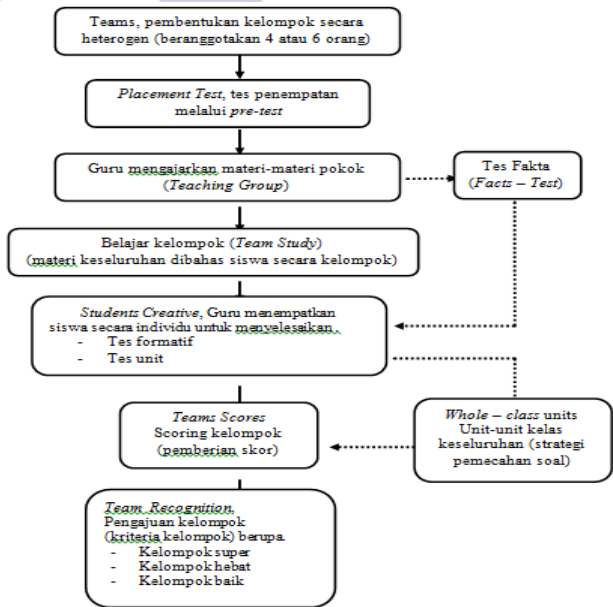 Teams, pembentukan kelompok secara
heterogen (beranggotakan 4 atau 6 orang)
Placement Test, tes penempatan
melalui pre-test
Guru mengajarkan materi-materi pokok
(Teaching Group)
Tes Fakta
(Facts – Test)
Belajar kelompok (Team Study)
(materi keseluruhan dibahas siswa secara kelompok)
Students Creative, Guru menempatkan
siswa secara individu untuk menyelesaikan.
- Tes formatif
- Tes unit
Teams Scores
Scoring kelompok
(pemberian skor)
Whole – class units
Unit-unit kelas
keseluruhan (strategi
pemecahan soal)
Team Recognition.
Pengajuan kelompok
(kriteria kelompok) berupa.
- Kelompok super
- Kelompok hebat
- Kelompok baik